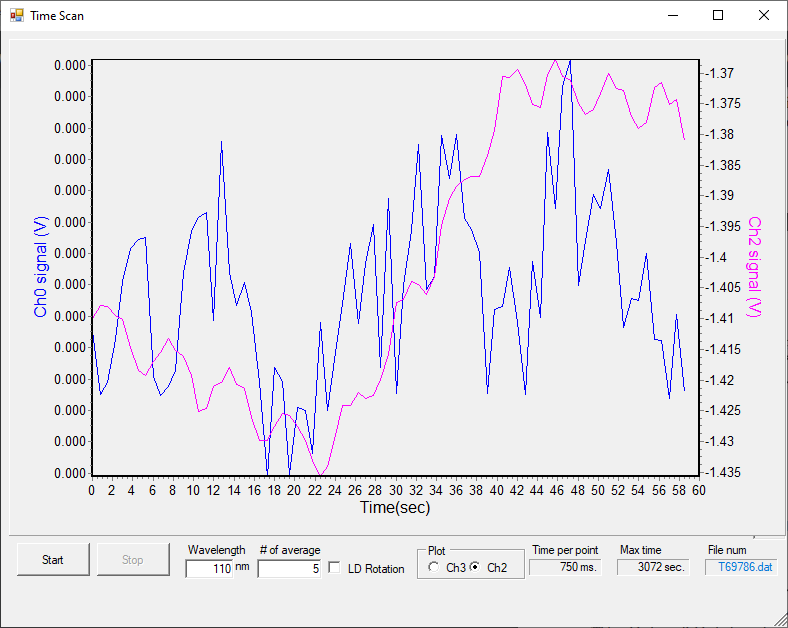 Time Scan
0.000
0.000
0.000
0.000
0.000
0.000
0.000
0.000
0.000
0.000
0.000
0.000
0.000
0.000
Ch0 signal (V)
-1.37
-1.375
-1.38
-1.385
-1.39
-1.395
-1.4
-1.405
-1.41
-1.415
-1.42
-1.425
-1.43
-1.435
Ch2 signal (V)
0 2 4 6 8 10 12 14 16 18 20 22 24 26 28 30 32 34 36 38 40 42 44 46 48 50 52 54 56 58 60
Time(sec)
Start
Stop
Wavelength
110 nm
# of average
5
LD Rotation
Plot
Ch3 Ch2
Time per point
750 ms.
Max time
3072 sec.
File num
T69786.dat